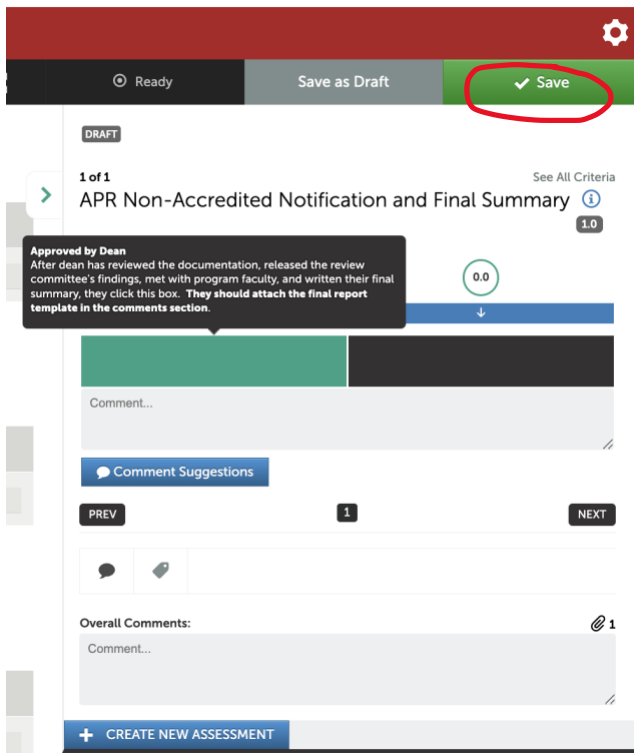 Ready
Save as Draft
Save
DRAFT
1 of 1
See All Criteria
APR Non-Accredited Notification and Final Summary
1.0
Approved by Dean
After dean has reviewed the documentation, released the review
committee's findings, met with program faculty, and written their final
summary, they click this box. They should attach the final report
template in the comments section.
0.0
Comment...
Comment Suggestions
PREV
1
NEXT
Overall Comments:
1
Comment...
+ CREATE NEW ASSESSMENT